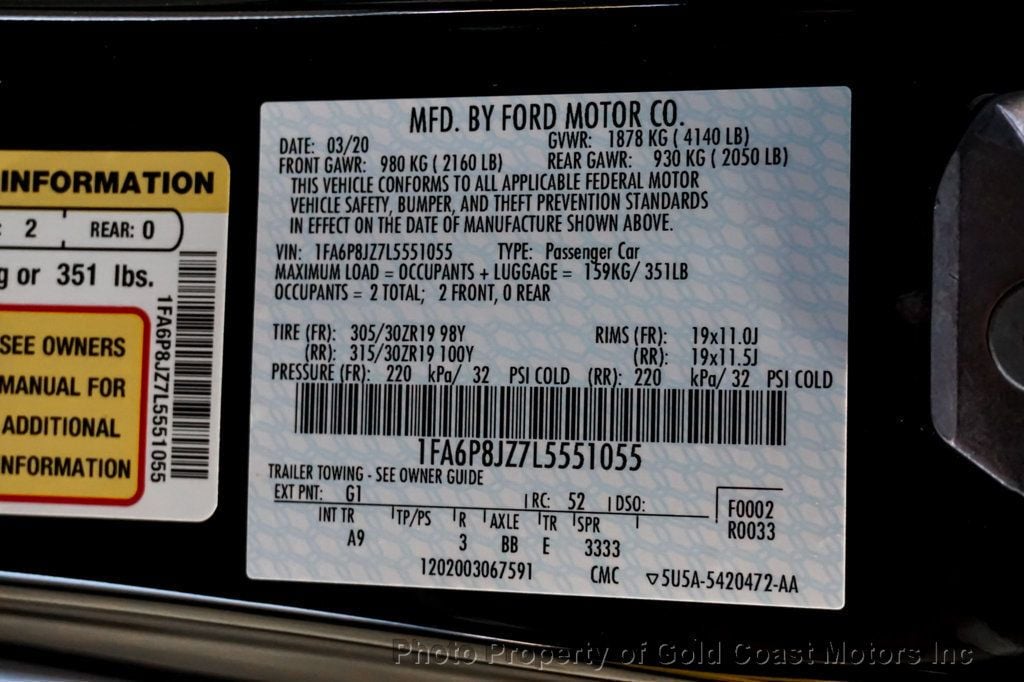 INFORMATION
2 REAR: 0
g or 351 lbs.
SEE OWNERS
MANUAL FOR
ADDITIONAL
INFORMATION
1FA6P8JZ7L5551055
MFD. BY FORD MOTOR CO.
DATE: 03/20 GVWR: 1878 KG ( 4140 LB)
FRONT GAWR: 980 KG ( 2160 LB) REAR GAWR: 930 KG ( 2050 LB)
THIS VEHICLE CONFORMS TO ALL APPLICABLE FEDERAL MOTOR
VEHICLE SAFETY, BUMPER, AND THEFT PREVENTION STANDARDS
IN EFFECT ON THE DATE OF MANUFACTURE SHOWN ABOVE.
VIN: 1FA6P8JZ7L5551055 TYPE: Passenger Car
MAXIMUM LOAD = OCCUPANTS + LUGGAGE = 159KG/ 351LB
OCCUPANTS = 2 TOTAL; 2 FRONT, 0 REAR
TIRE (FR): 305/30ZR19 98Y RIMS (FR): 19x11.0J
(RR): 315/30ZR19 100Y (RR): 19x11.5J
PRESSURE (FR): 220 kPa/ 32 PSI COLD (RR): 220 kPa/ 32 PSI COLD
1FA6P8JZ7L5551055
TRAILER TOWING - SEE OWNER GUIDE
EXT PNT: G1 RC: 52 DSO: F0002
INT TR TP/PS R AXLE TR SPR R0033
A9 3 BB E 3333
1202003067591 CMC ▽5U5A-5420472-AA
Photo Property of Gold Coast Motors Inc